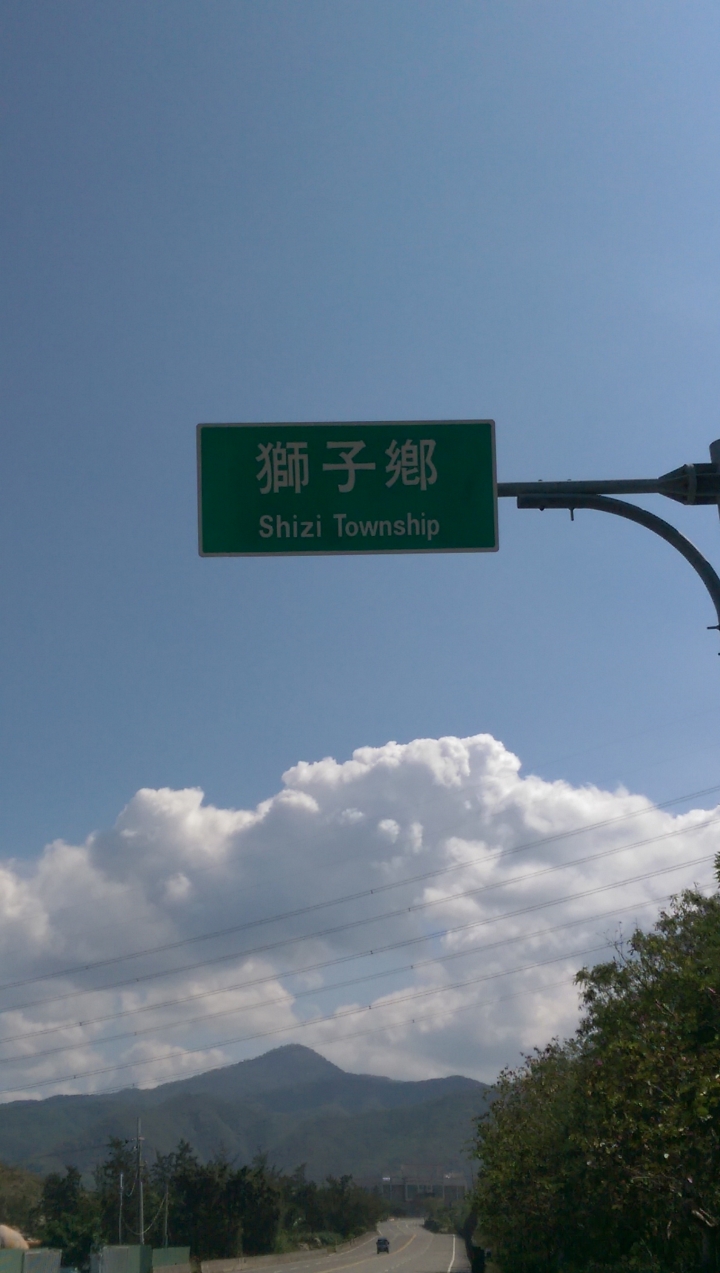 獅子鄉
Shizi Township